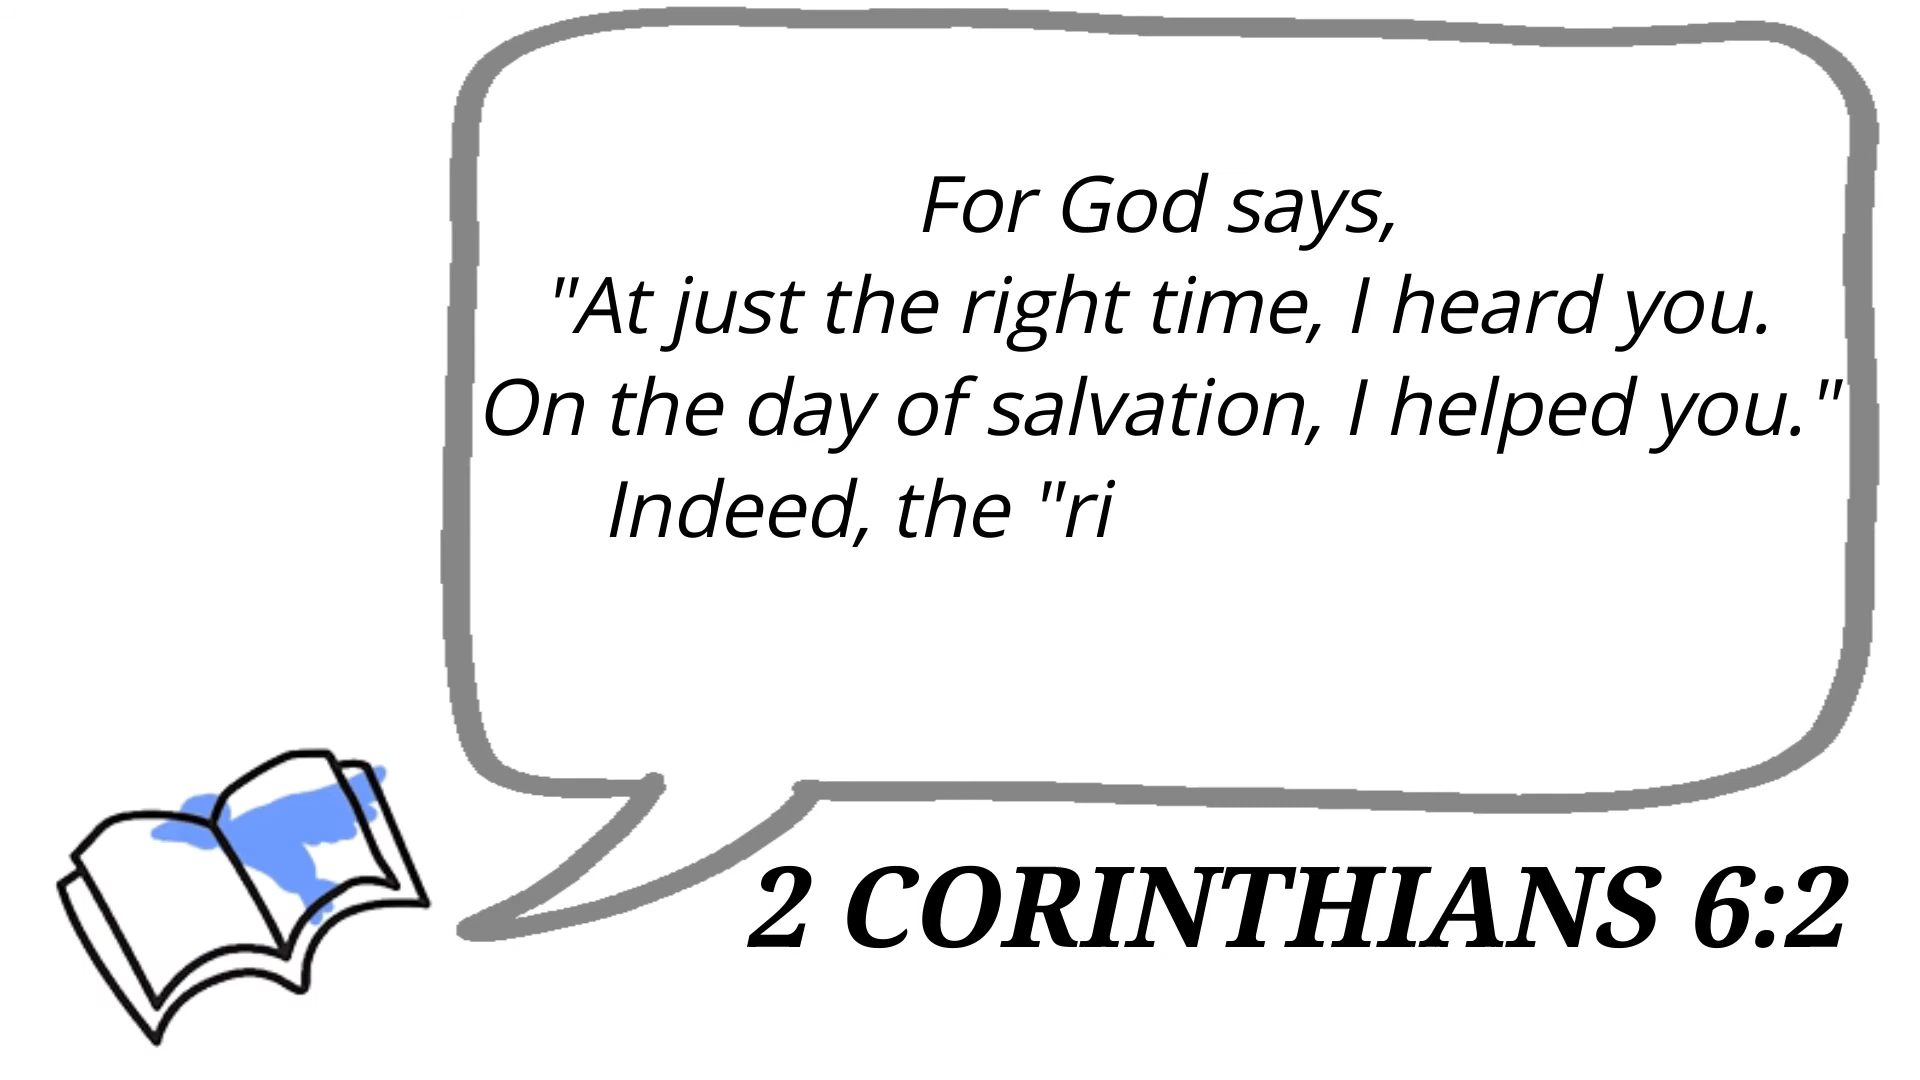 For God says,
"At just the right time, I heard you.
On the day of salvation, I helped you."
Indeed, the "ri
2 CORINTHIANS 6:2